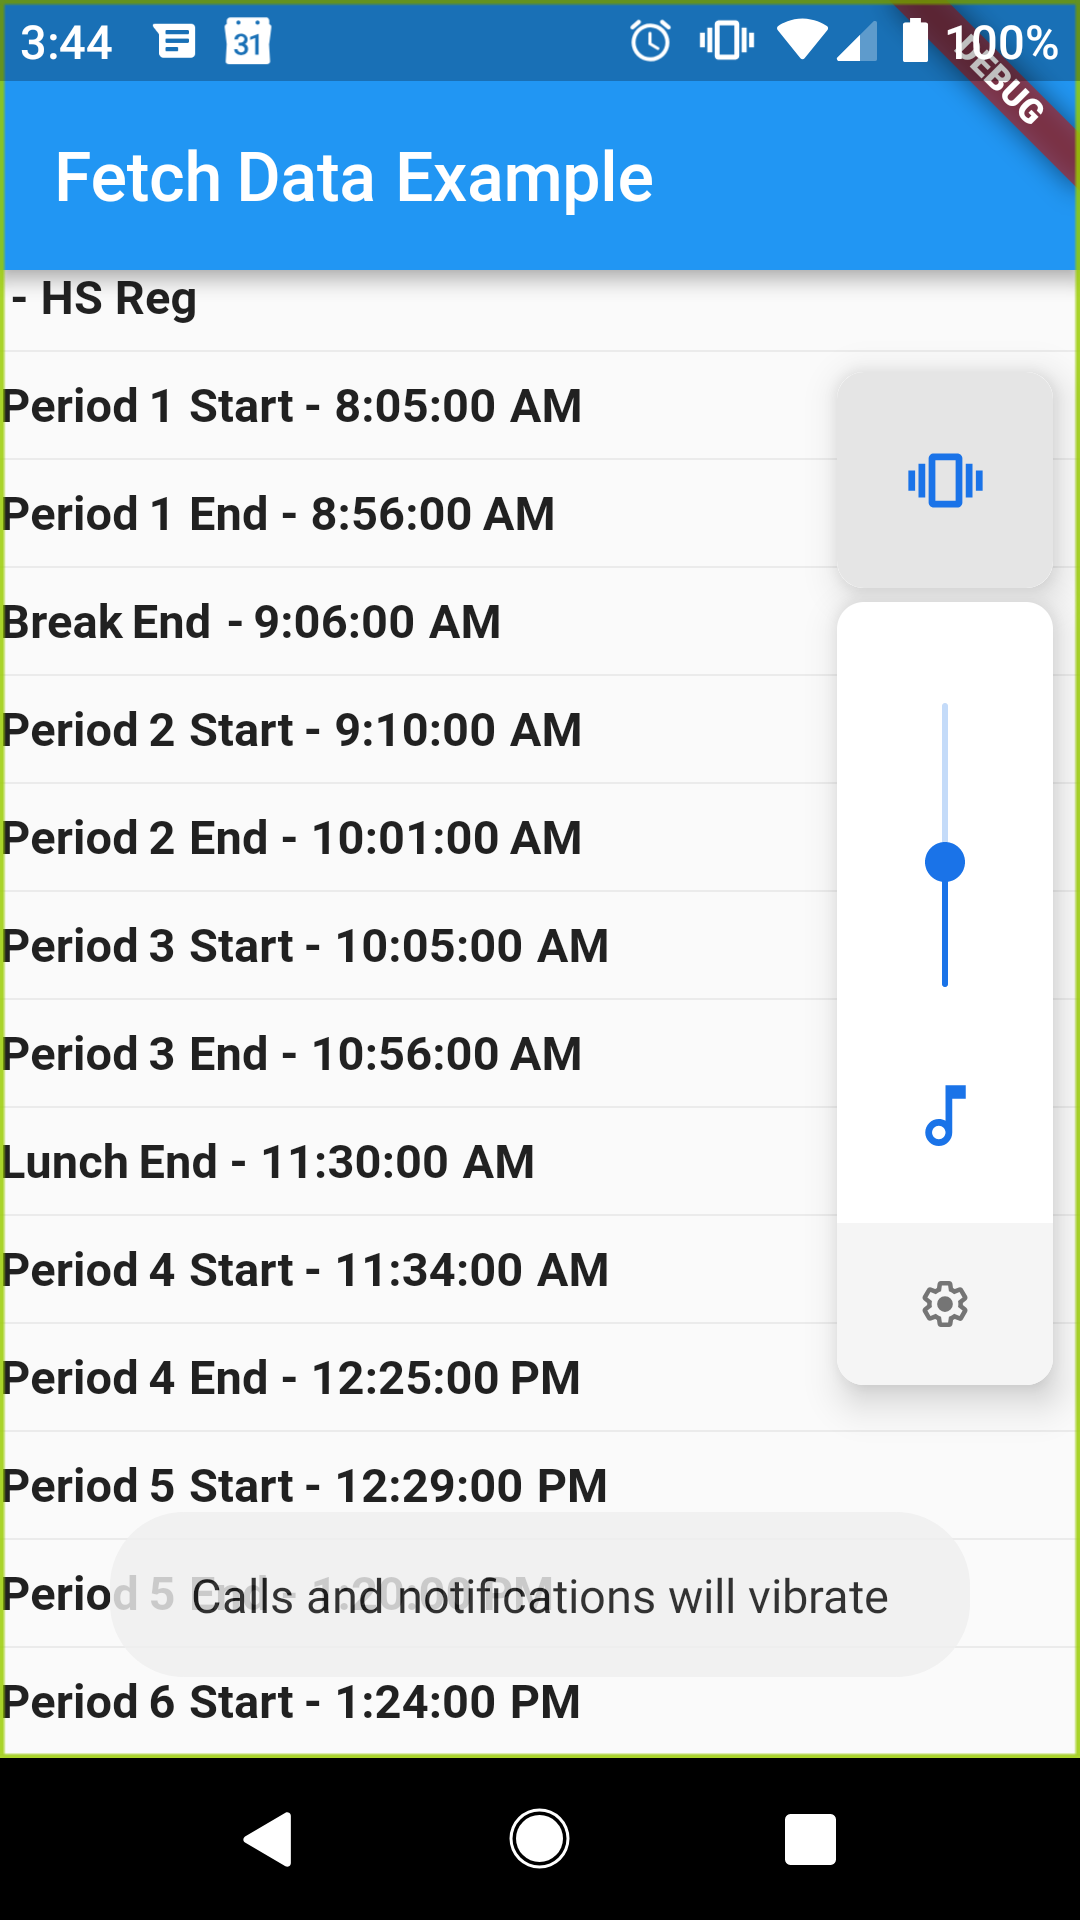 3:44 31 100%
DEBUG
Fetch Data Example
- HS Reg
Period 1 Start - 8:05:00 AM
Period 1 End - 8:56:00 AM
Break End - 9:06:00 AM
Period 2 Start - 9:10:00 AM
Period 2 End - 10:01:00 AM
Period 3 Start - 10:05:00 AM
Period 3 End - 10:56:00 AM
Lunch End - 11:30:00 AM
Period 4 Start - 11:34:00 AM
Period 4 End - 12:25:00 PM
Period 5 Start - 12:29:00 PM
Period 5 End - 1:20:00 PM
Calls and notifications will vibrate
Period 6 Start - 1:24:00 PM